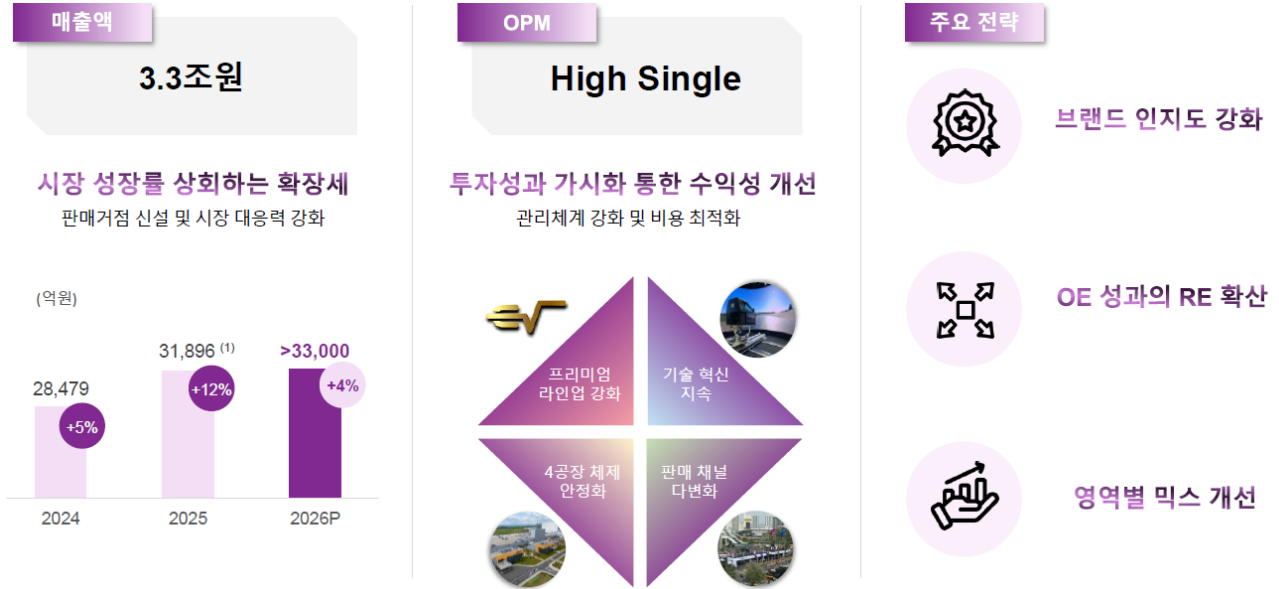 매출액
3.3조원
시장 성장률 상회하는 확장세
판매거점 신설 및 시장 대응력 강화
(억원)
28,479
+5%
2024
31,896 (1)
+12%
2025
>33,000
+4%
2026P
OPM
High Single
투자성과 가시화 통한 수익성 개선
관리체계 강화 및 비용 최적화
프리미엄
라인업 강화
기술 혁신
지속
4공장 체제
안정화
판매 채널
다변화
주요 전략
브랜드 인지도 강화
OE 성과의 RE 확산
영역별 믹스 개선